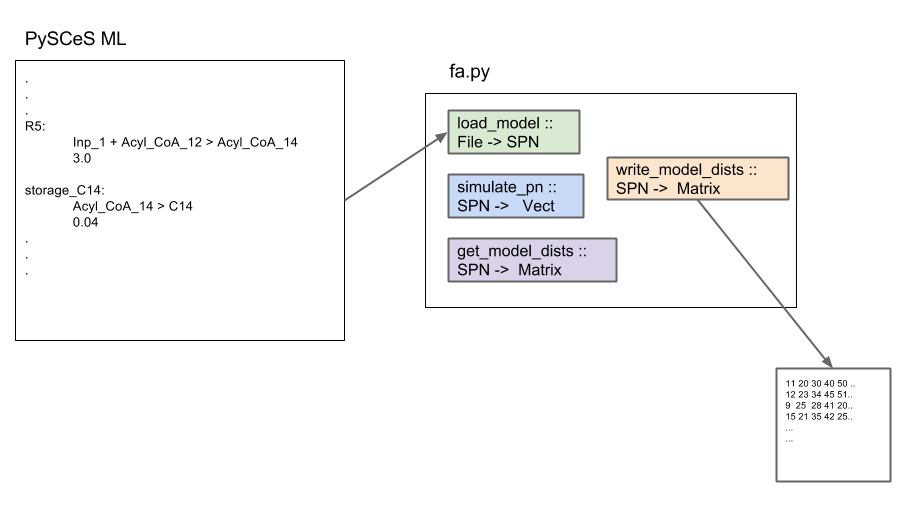 PySCeS ML
.
.
.
R5:
Inp_1 + Acyl_CoA_12 > Acyl_CoA_14
3.0
storage_C14:
Acyl_CoA_14 > C14
0.04
.
.
.
fa.py
load_model ::
File -> SPN
simulate_pn ::
SPN -> Vect
get_model_dists ::
SPN -> Matrix
write_model_dists ::
SPN -> Matrix
11 20 30 40 50 ..
12 23 34 45 51..
9 25 28 41 20..
15 21 35 42 25..
...
...